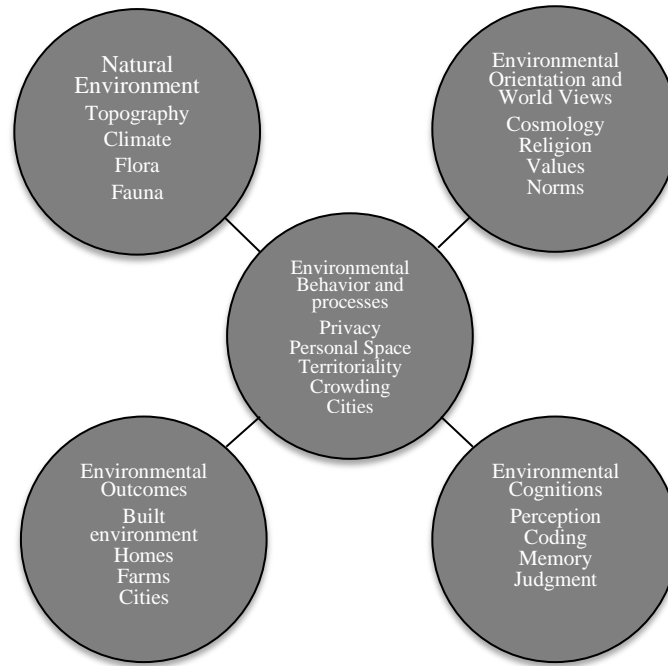 Natural
Environment
Topography
Climate
Flora
Fauna
Environmental
Orientation and
World Views
Cosmology
Religion
Values
Norms
Environmental
Behavior and
processes
Privacy
Personal Space
Territoriality
Crowding
Cities
Environmental
Outcomes
Built
environment
Homes
Farms
Cities
Environmental
Cognitions
Perception
Coding
Memory
Judgment